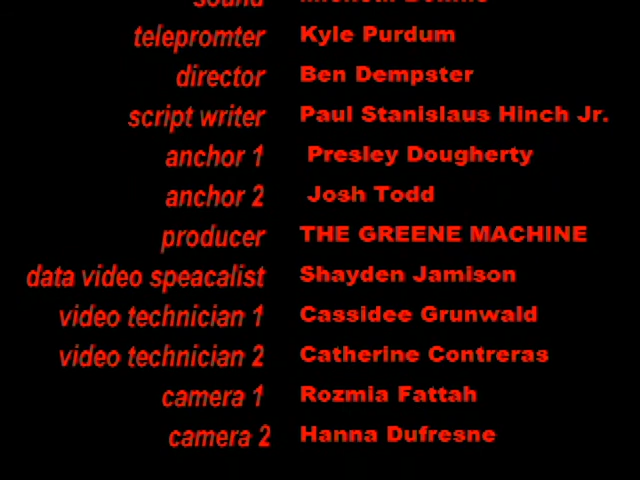 sound
telepromter Kyle Purdum
director Ben Dempster
script writer Paul Stanislaus Hinch Jr.
anchor 1 Presley Dougherty
anchor 2 Josh Todd
producer THE GREENE MACHINE
data video speacalist Shayden Jamison
video technician 1 Cassidee Grunwald
video technician 2 Catherine Contreras
camera 1 Rozmia Fattah
camera 2 Hanna Dufresne